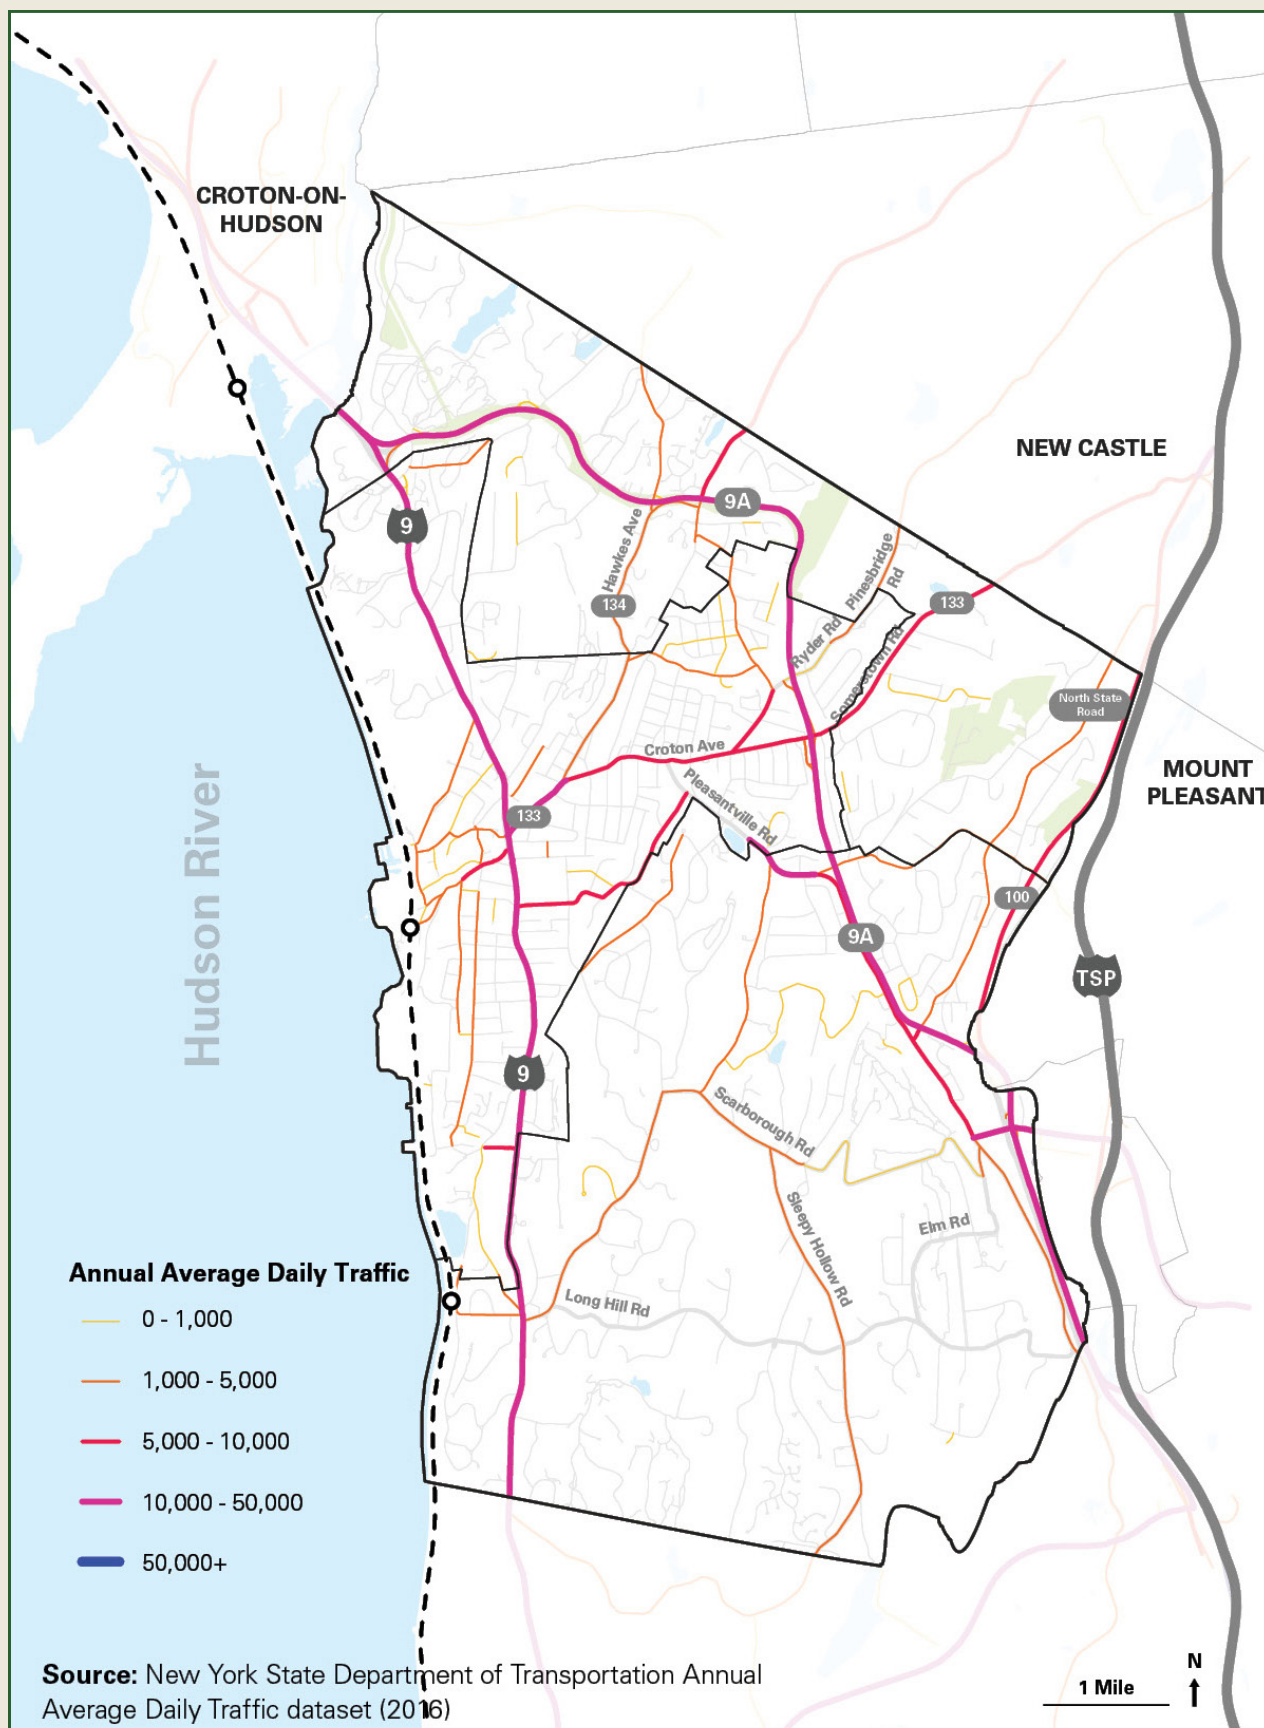 CROTON-ON-
HUDSON
NEW CASTLE
9
9A
Hawkes Ave
134
Pinesbridge
Rd
133
Ryder Rd
Somerstown Rd
North State
Road
MOUNT
PLEASANT
Croton Ave
Pleasantville Rd
133
Hudson River
100
9A
TSP
9
Scarborough Rd
Sleepy Hollow Rd
Elm Rd
Long Hill Rd
Annual Average Daily Traffic
0 - 1,000
1,000 - 5,000
5,000 - 10,000
10,000 - 50,000
50,000+
Source: New York State Department of Transportation Annual
Average Daily Traffic dataset (2016)
1 Mile
N